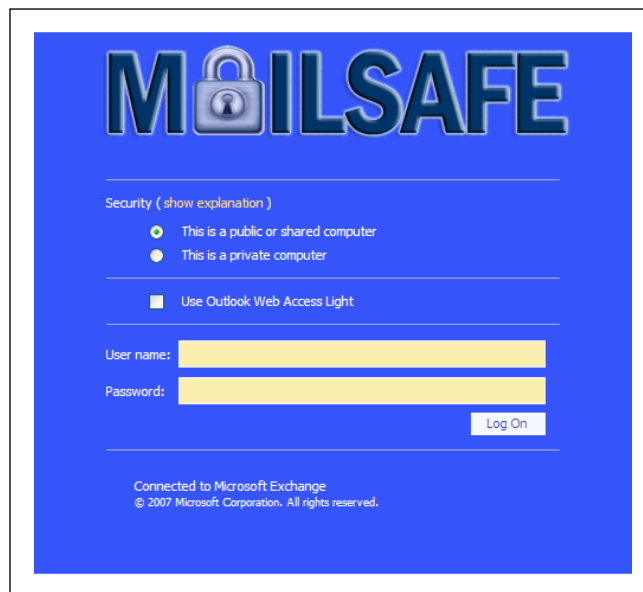 MAILSAFE
Security ( show explanation )
This is a public or shared computer
This is a private computer
Use Outlook Web Access Light
User name:
Password:
Log On
Connected to Microsoft Exchange
© 2007 Microsoft Corporation. All rights reserved.